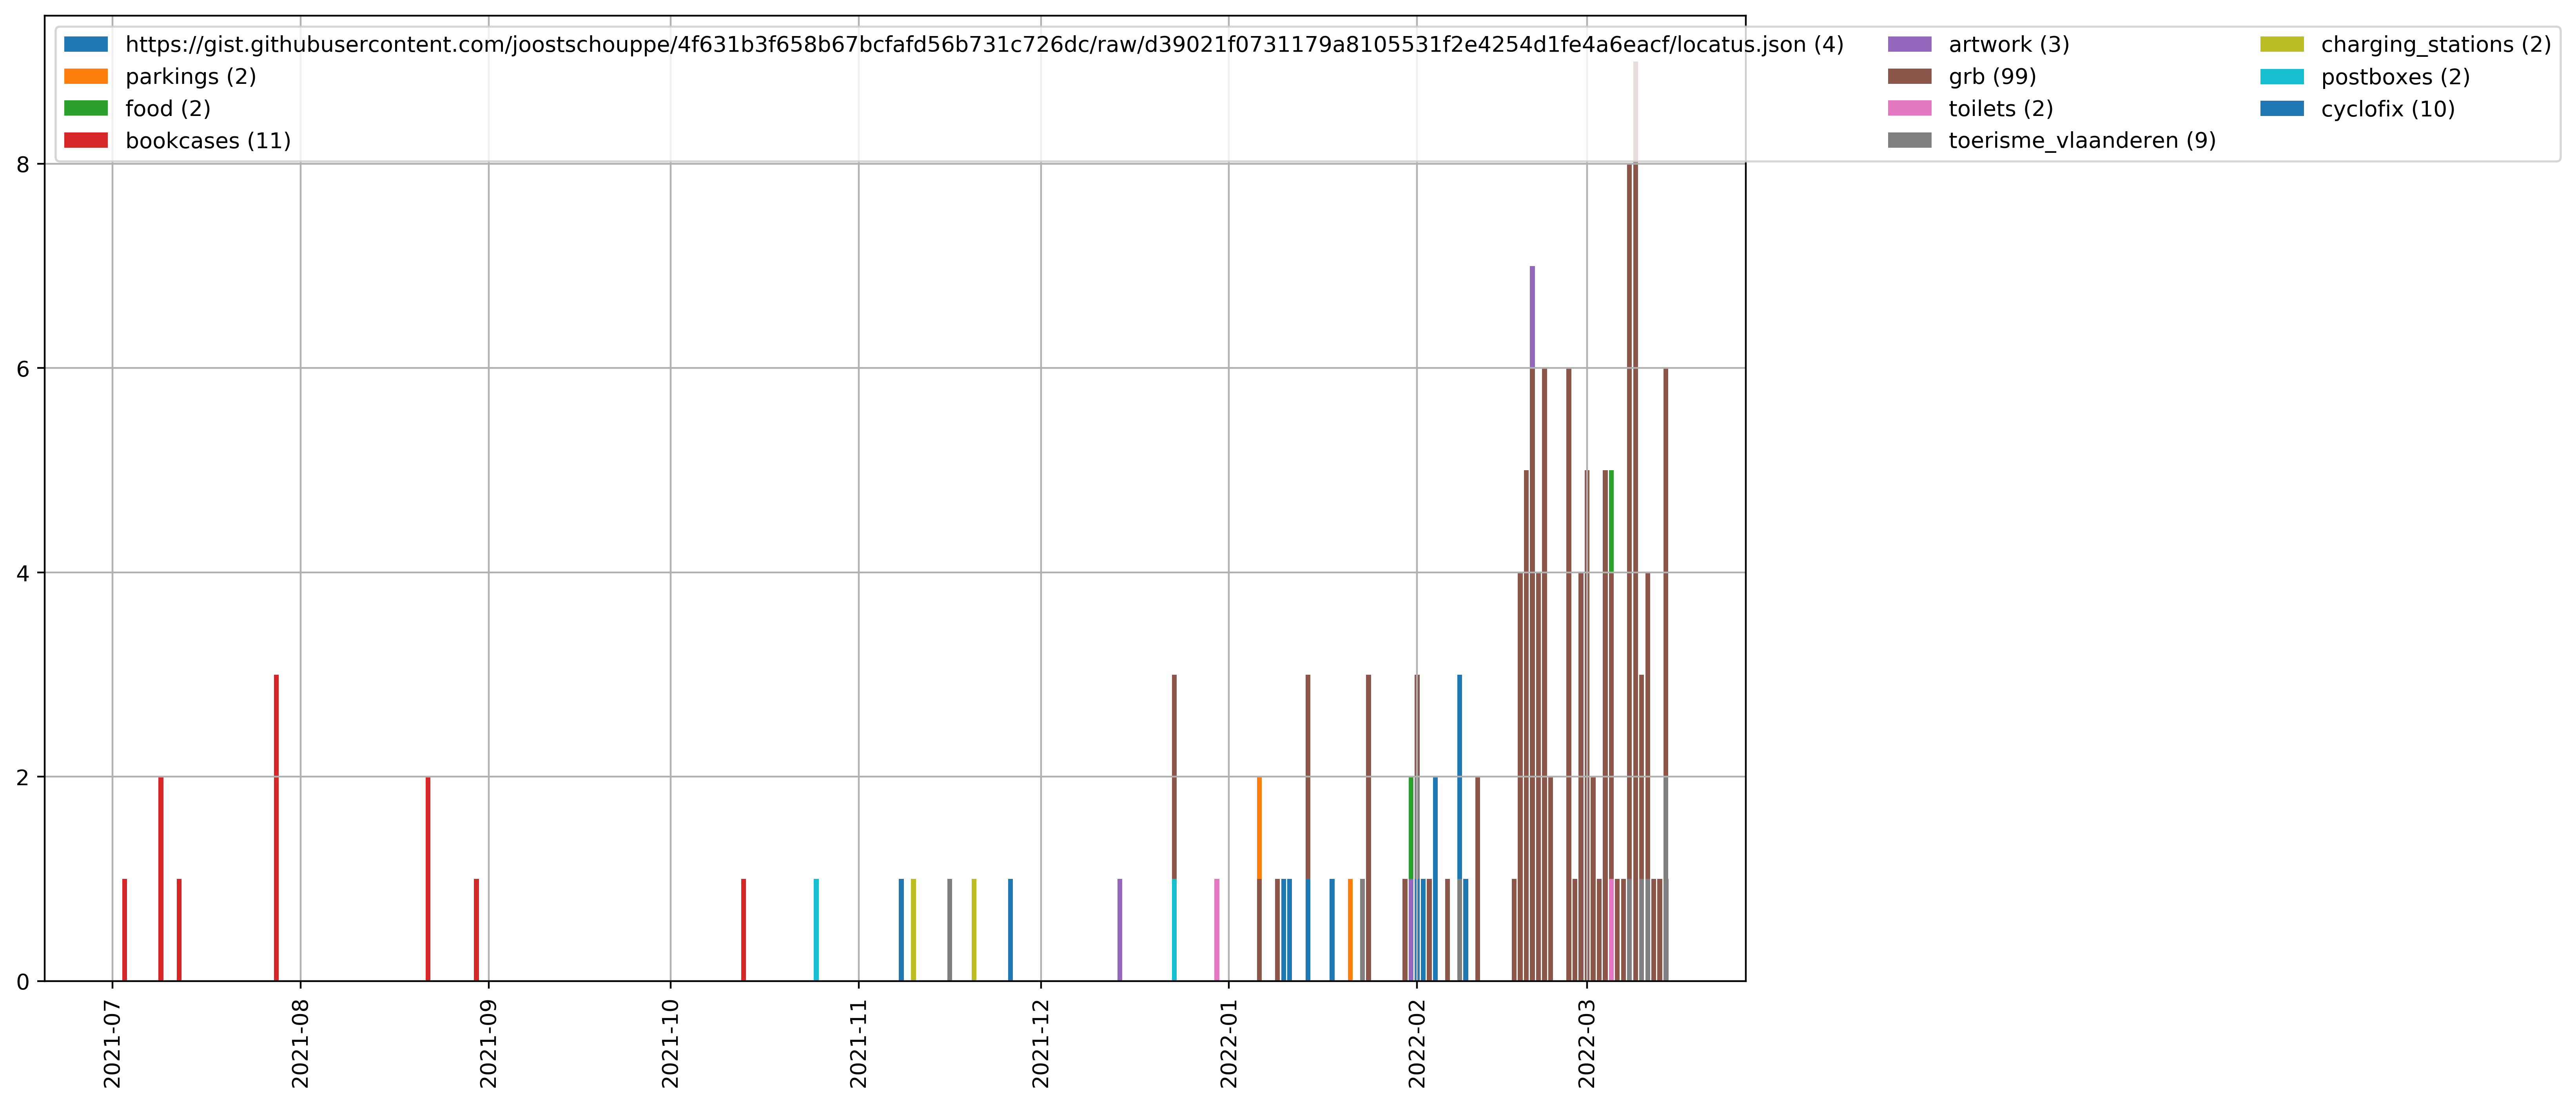 https://gist.githubusercontent.com/joostschouppe/4f631b3f658b67bcfafd56b731c726dc/raw/d39021f0731179a8105531f2e4254d1fe4a6eacf/locatus.json (4)
parkings (2)
food (2)
bookcases (11)
artwork (3)
grb (99)
toilets (2)
toerisme_vlaanderen (9)
charging_stations (2)
postboxes (2)
cyclofix (10)
8
6
4
2
0
2021-07
2021-08
2021-09
2021-10
2021-11
2021-12
2022-01
2022-02
2022-03